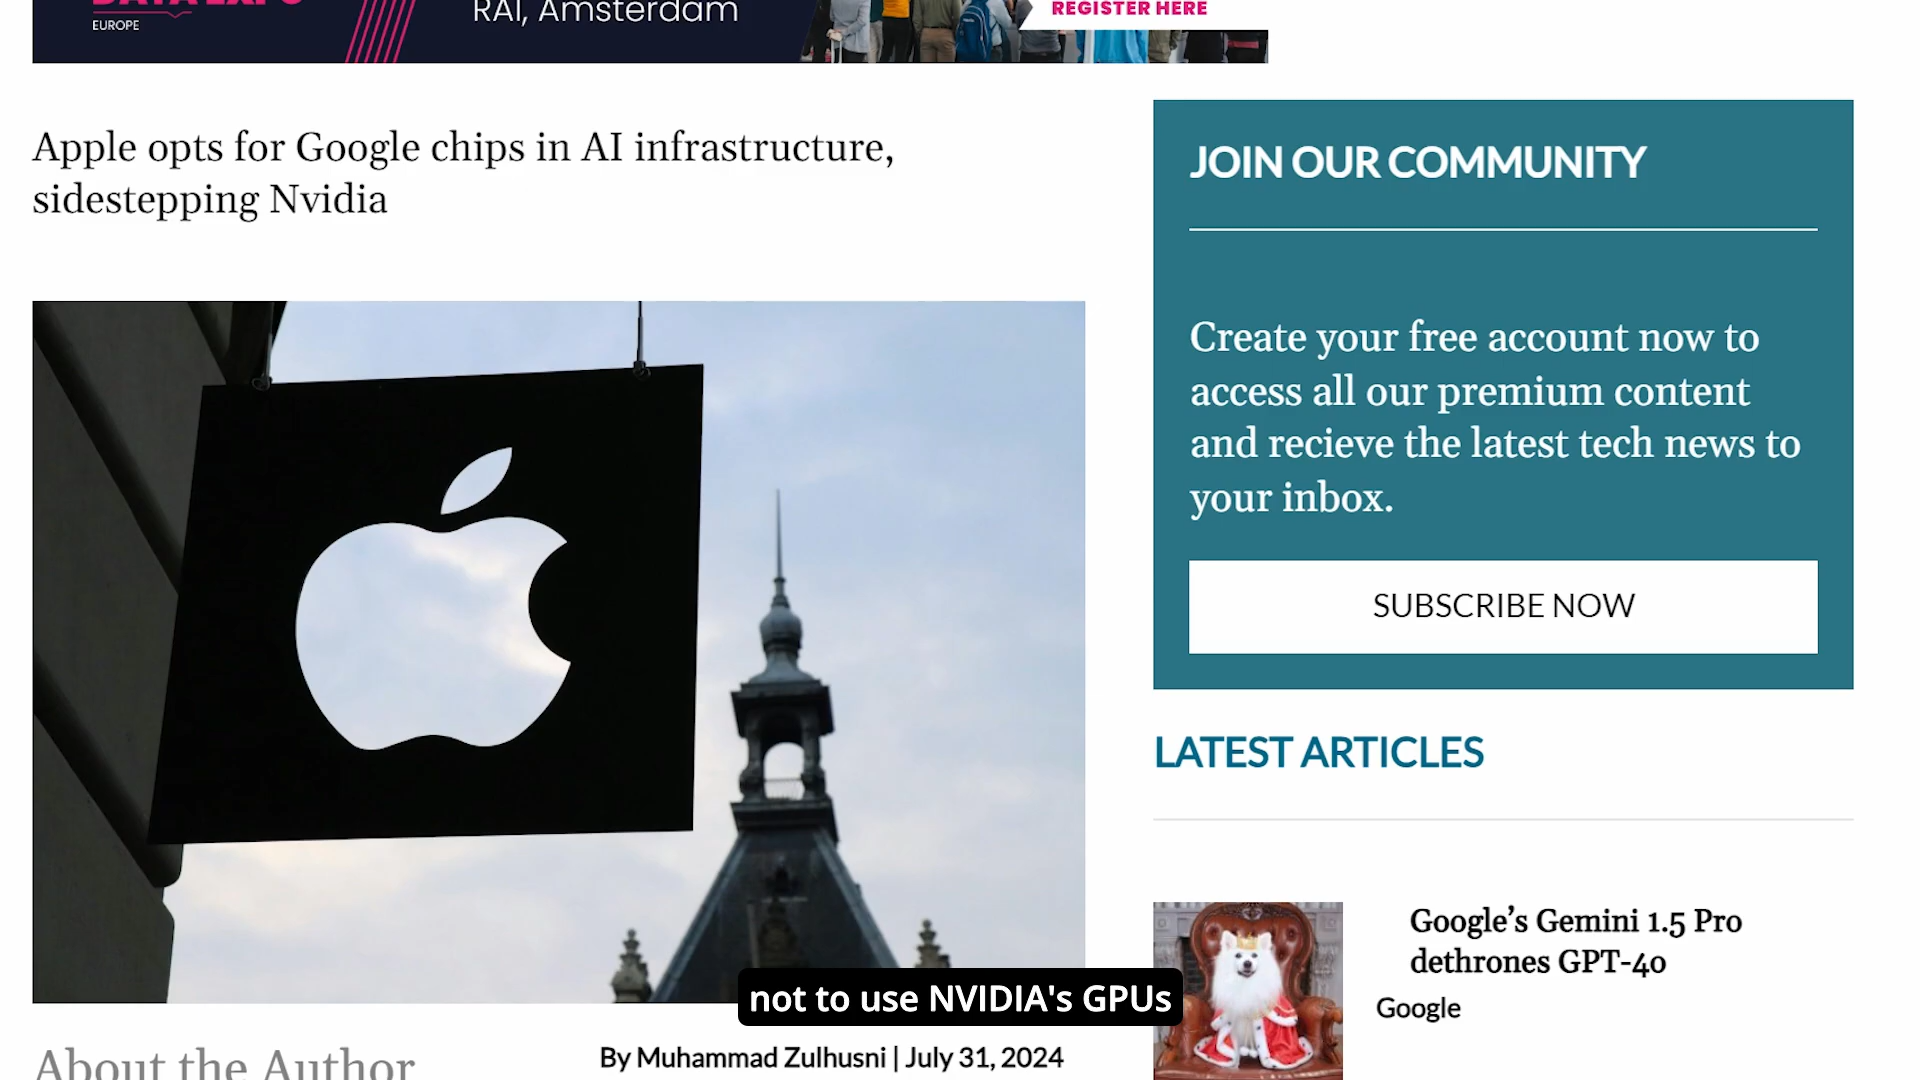 EUROPE
RAI, Amsterdam
REGISTER HERE
Apple opts for Google chips in AI infrastructure,
sidestepping Nvidia
JOIN OUR COMMUNITY
Create your free account now to
access all our premium content
and recieve the latest tech news to
your inbox.
SUBSCRIBE NOW
LATEST ARTICLES
Google’s Gemini 1.5 Pro
dethrones GPT-4o
Google
not to use NVIDIA's GPUs
About the Author
By Muhammad Zulhusni | July 31, 2024